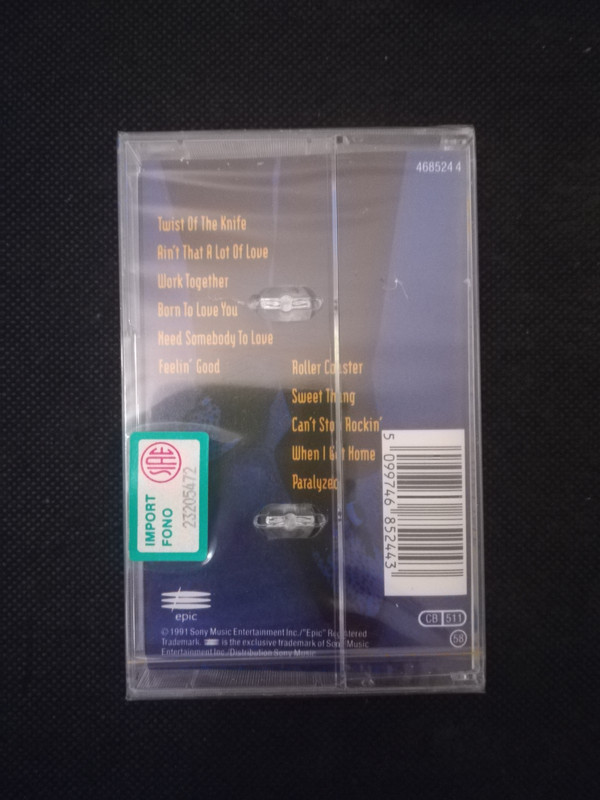 468524 4
Twist Of The Knife
Ain't That A Lot Of Love
Work Together
Born To Love You
Need Somebody To Love
Feelin' Good
Roller Coaster
Sweet Thing
Can't Stop Rockin'
When I Get Home
Paralyzed
5 099746 852443
SIAE
IMPORT
FONO
23205472
epic
CB 511
58
© 1991 Sony Music Entertainment Inc./"Epic" Registered
Trademark. is the exclusive trademark of Sony Music
Entertainment Inc./Distribution Sony Music